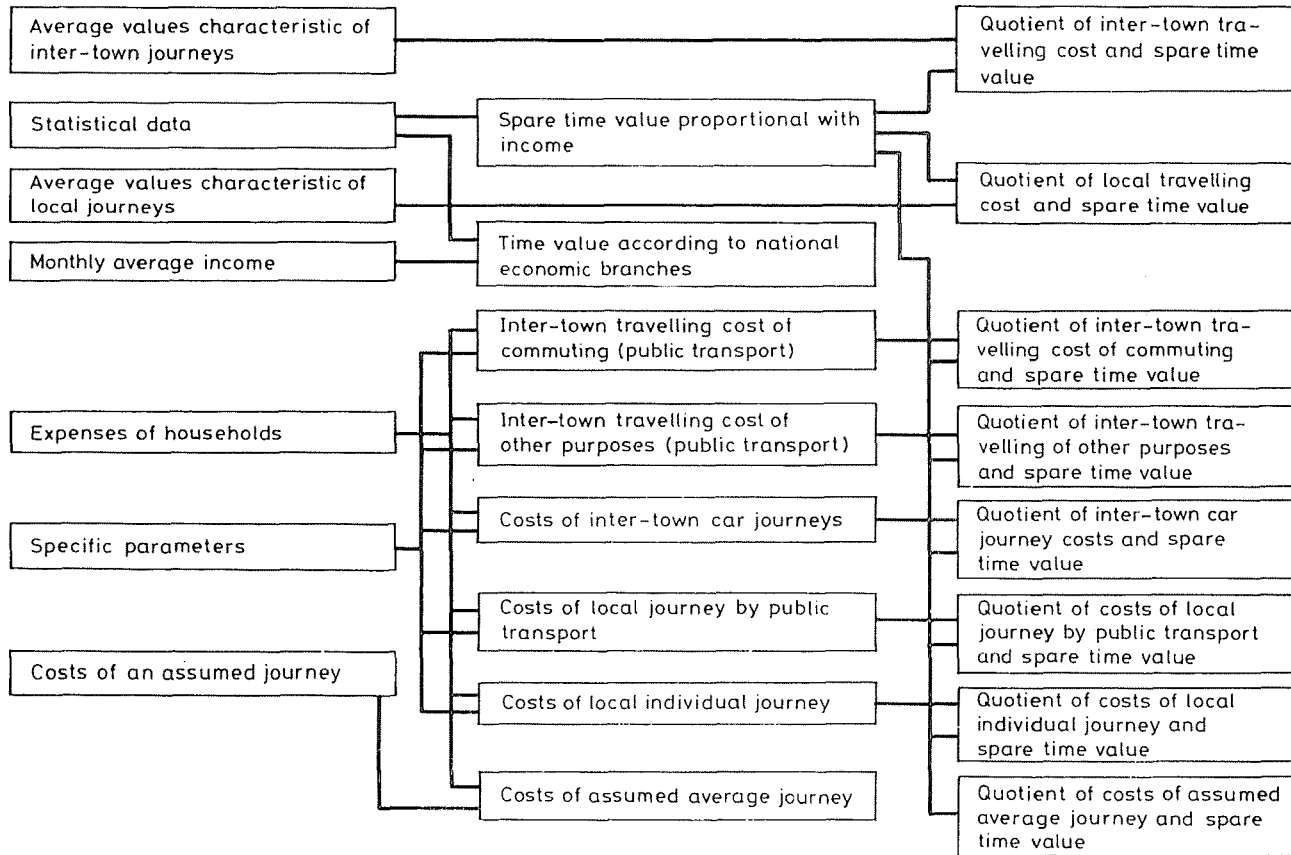 Average values characteristic of
inter-town journeys
Statistical data
Average values characteristic of
local journeys
Monthly average income
Expenses of households
Specific parameters
Costs of an assumed journey
Spare time value proportional with
income
Time value according to national
economic branches
Inter-town travelling cost of
commuting (public transport)
Inter-town travelling cost of
other purposes (public transport)
Costs of inter-town car journeys
Costs of local journey by public
transport
Costs of local individual journey
Costs of assumed average journey
Quotient of inter-town tra-
velling cost and spare time
value
Quotient of local travelling
cost and spare time value
Quotient of inter-town tra-
velling cost of commuting
and spare time value
Quotient of inter-town tra-
velling of other purposes
and spare time value
Quotient of inter-town car
journey costs and spare
time value
Quotient of costs of local
journey by public transport
and spare time value
Quotient of costs of local
individual journey and
spare time value
Quotient of costs of assumed
average journey and spare
time value